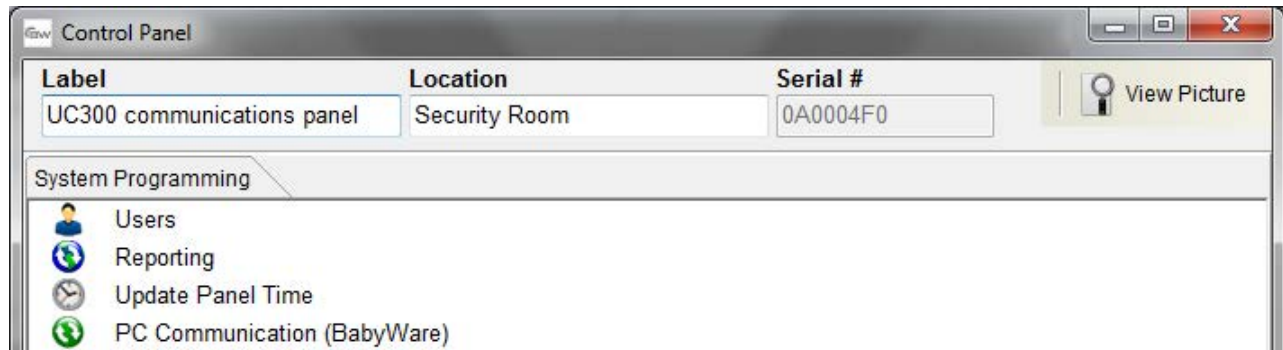 Control Panel
Label Location Serial #
UC300 communications panel Security Room 0A0004F0 View Picture
System Programming
Users
Reporting
Update Panel Time
PC Communication (BabyWare)